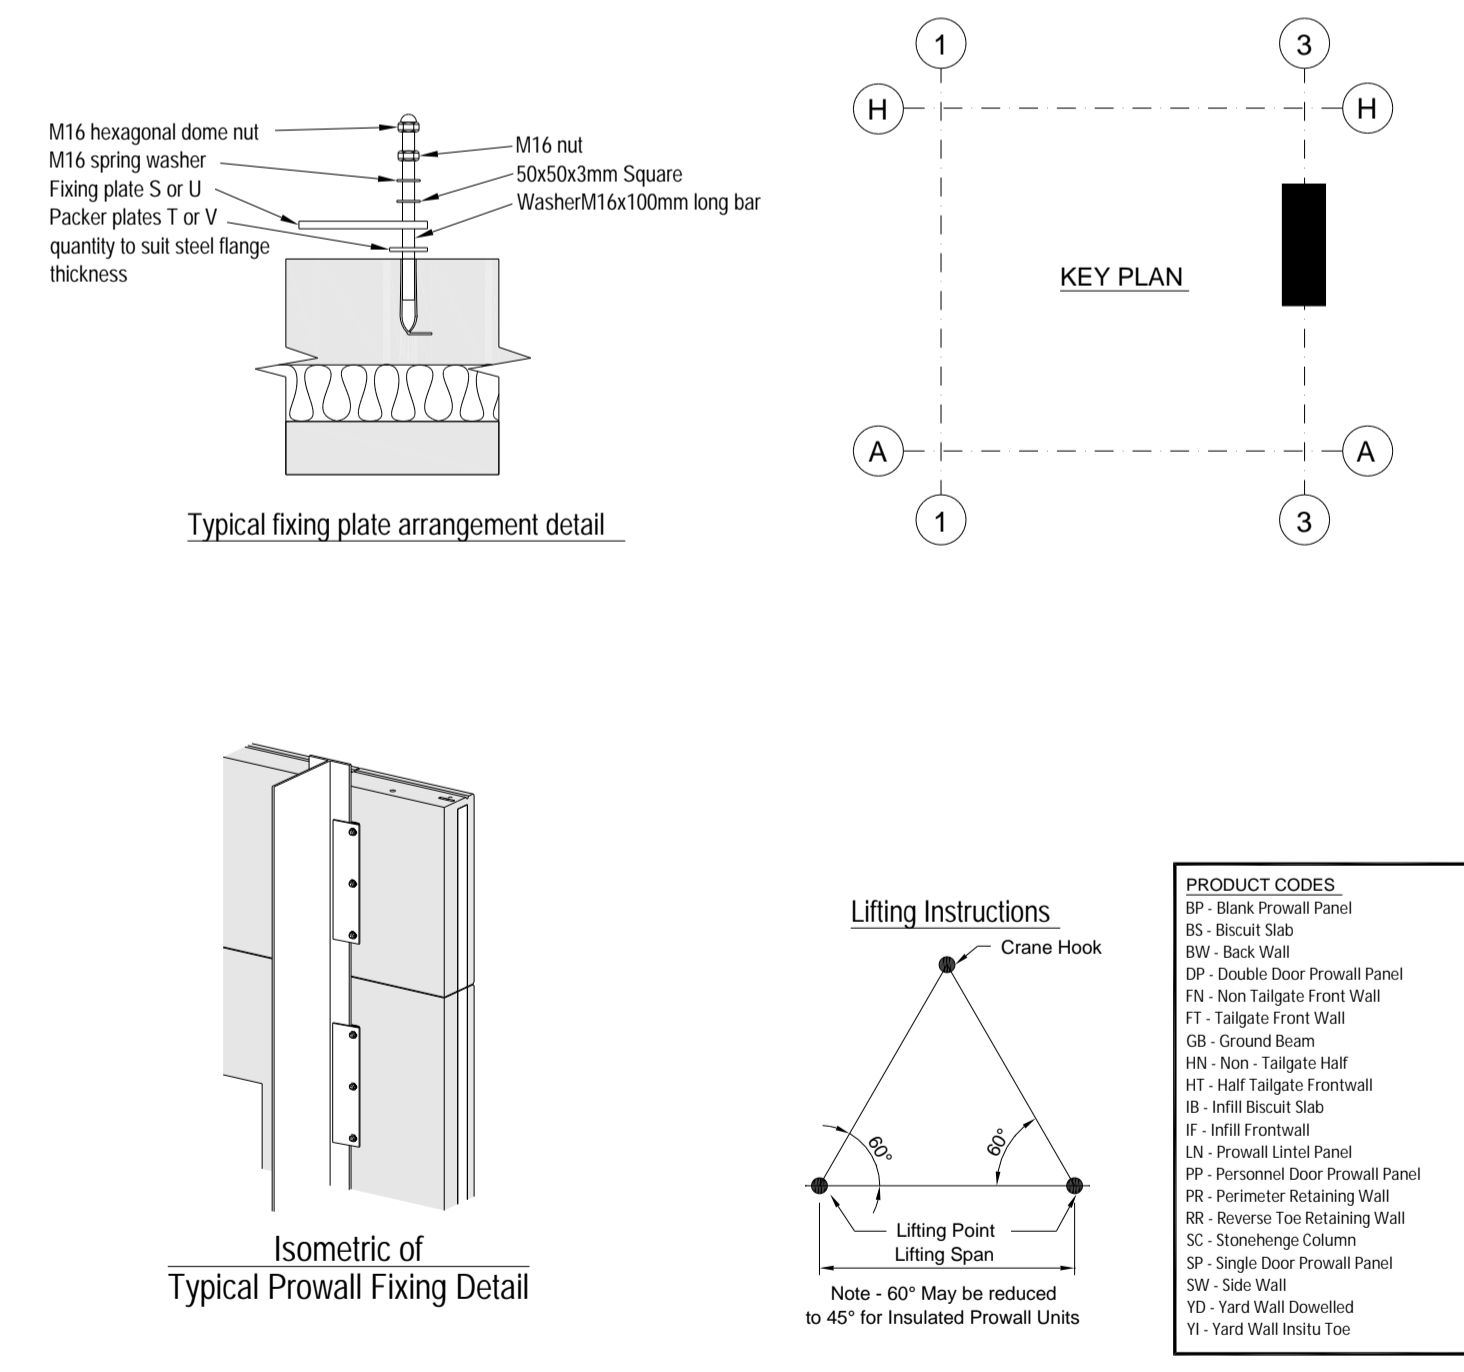 M16 hexagonal dome nut
M16 spring washer
Fixing plate S or U
Packer plates T or V
quantity to suit steel flange
thickness
M16 nut
50x50x3mm Square
WasherM16x100mm long bar
Typical fixing plate arrangement detail
1
3
H
H
KEY PLAN
A
A
1
3
Isometric of
Typical Prowall Fixing Detail
Lifting Instructions
Crane Hook
60°
60°
Lifting Point
Lifting Span
Note - 60° May be reduced
to 45° for Insulated Prowall Units
PRODUCT CODES
BP - Blank Prowall Panel
BS - Biscuit Slab
BW - Back Wall
DP - Double Door Prowall Panel
FN - Non Tailgate Front Wall
FT - Tailgate Front Wall
GB - Ground Beam
HN - Non - Tailgate Half
HT - Half Tailgate Frontwall
IB - Infill Biscuit Slab
IF - Infill Frontwall
LN - Prowall Lintel Panel
PP - Personnel Door Prowall Panel
PR - Perimeter Retaining Wall
RR - Reverse Toe Retaining Wall
SC - Stonehenge Column
SP - Single Door Prowall Panel
SW - Side Wall
YD - Yard Wall Dowelled
YI - Yard Wall Insitu Toe